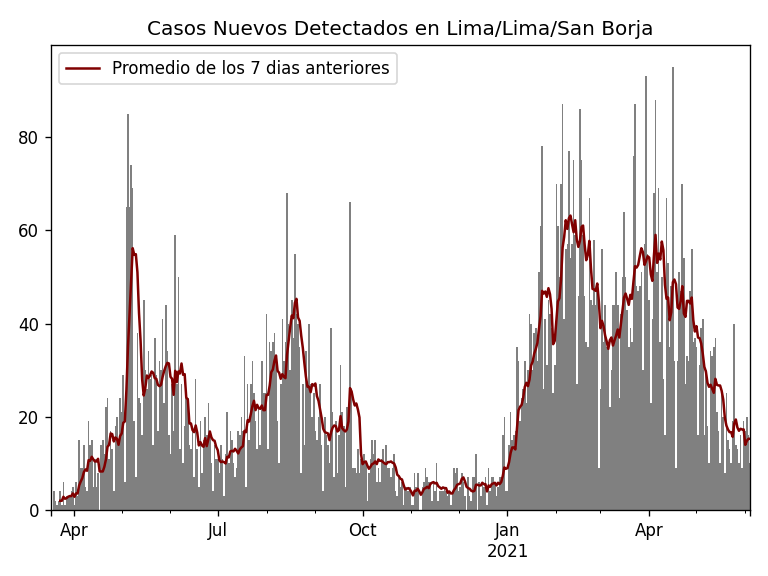 Casos Nuevos Detectados en Lima/Lima/San Borja
Promedio de los 7 dias anteriores
80
60
40
20
0
Apr
Jul
Oct
Jan
2021
Apr